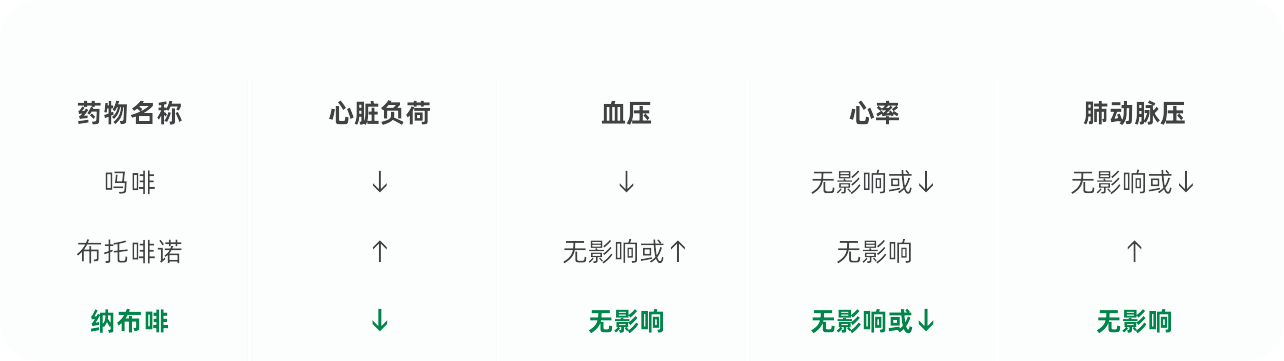 药物名称 心脏负荷 血压 心率 肺动脉压
吗啡 ↓ ↓ 无影响或↓ 无影响或↓
布托啡诺 ↑ 无影响或↑ 无影响 ↑
纳布啡 ↓ 无影响 无影响或↓ 无影响